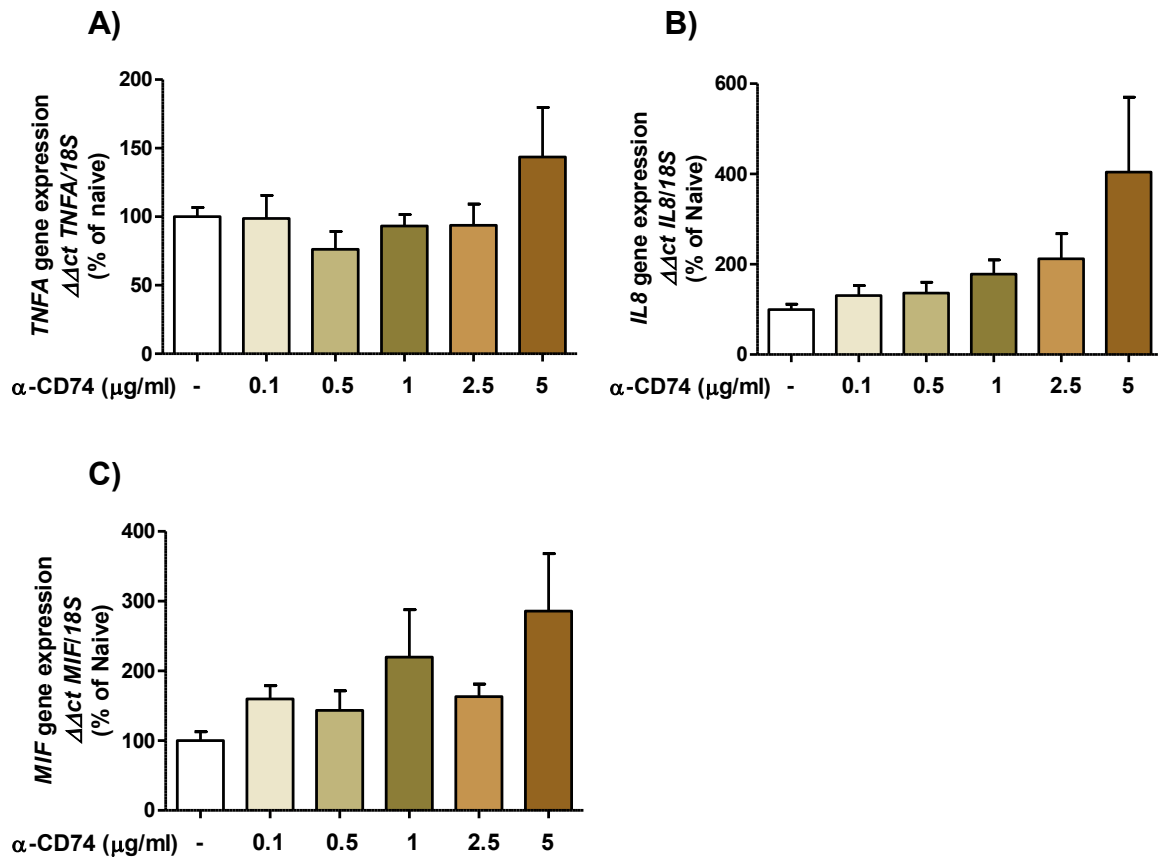 A)
TNFA gene expression
ΔΔct TNFA/18S
(% of naive)
200
150
100
50
0
α-CD74 (μg/ml) - 0.1 0.5 1 2.5 5
B)
IL8 gene expression
ΔΔct IL8/18S
(% of Naive)
600
400
200
0
α-CD74 (μg/ml) - 0.1 0.5 1 2.5 5
C)
MIF gene expression
ΔΔct MIF/18S
(% of Naive)
400
300
200
100
0
α-CD74 (μg/ml) - 0.1 0.5 1 2.5 5